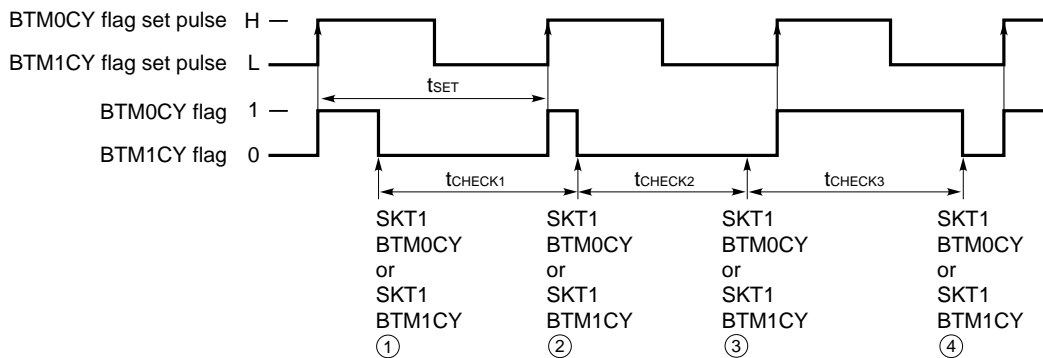 BTM0CY flag set pulse H
BTM1CY flag set pulse L
tSET
BTM0CY flag 1
BTM1CY flag 0
tCHECK1 tCHECK2 tCHECK3
SKT1 SKT1 SKT1 SKT1
BTM0CY BTM0CY BTM0CY BTM0CY
or or or or
SKT1 SKT1 SKT1 SKT1
BTM1CY BTM1CY BTM1CY BTM1CY
① ② ③ ④